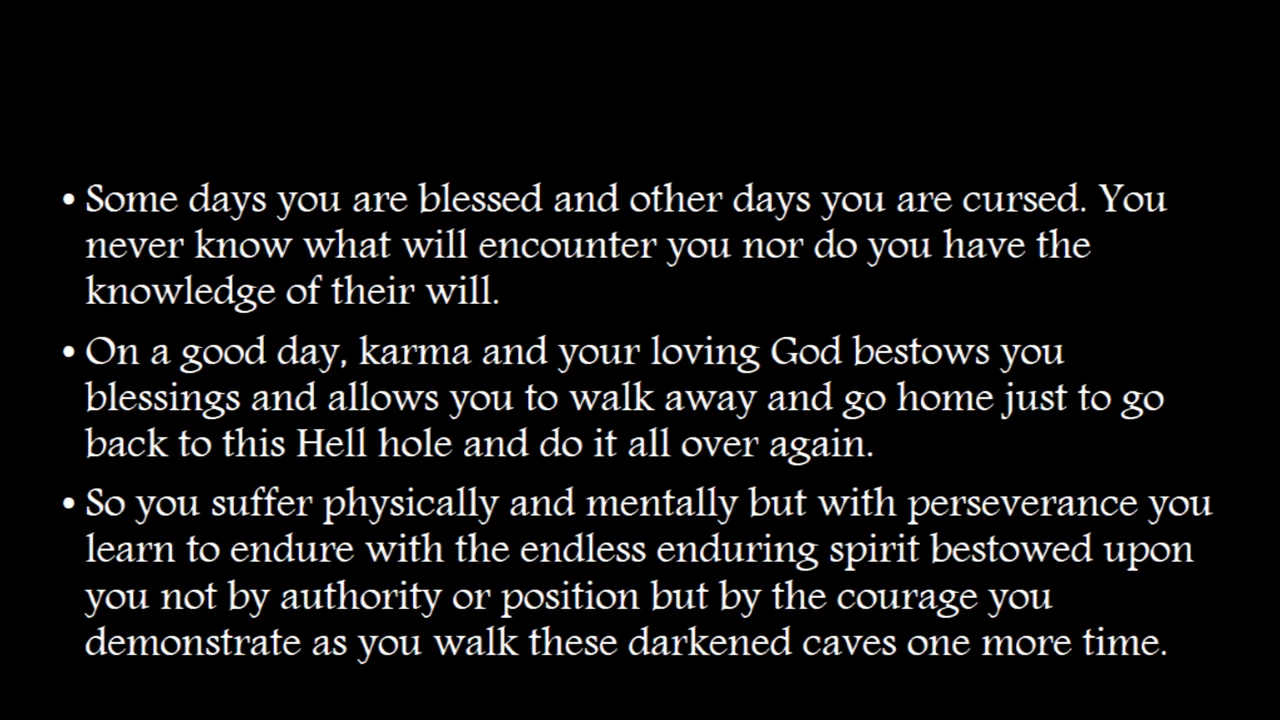 • Some days you are blessed and other days you are cursed. You
never know what will encounter you nor do you have the
knowledge of their will.
• On a good day, karma and your loving God bestows you
blessings and allows you to walk away and go home just to go
back to this Hell hole and do it all over again.
• So you suffer physically and mentally but with perseverance you
learn to endure with the endless enduring spirit bestowed upon
you not by authority or position but by the courage you
demonstrate as you walk these darkened caves one more time.